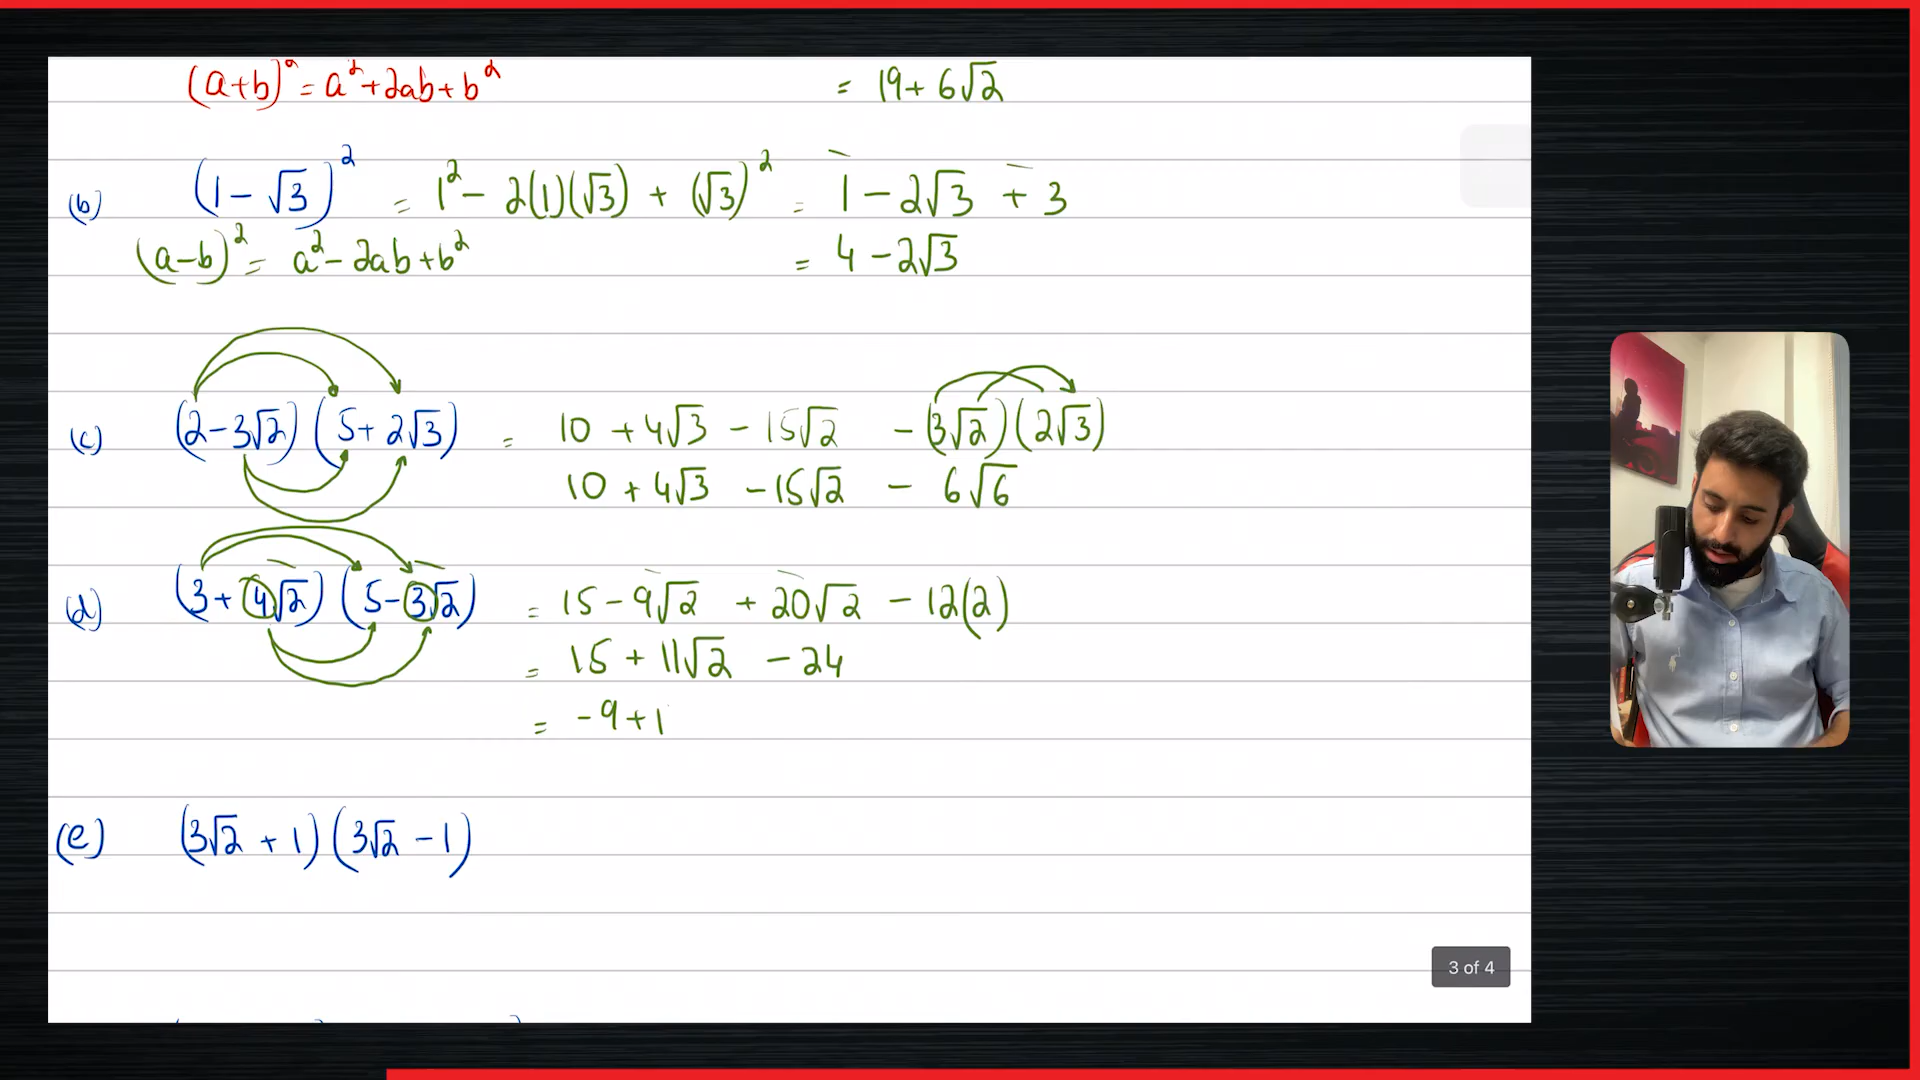 (a+b)² = a² + 2ab + b² = 19 + 6√2
(b) (1 - √3)² = 1² - 2(1)(√3) + (√3)² = 1 - 2√3 + 3
(a-b)² = a² - 2ab + b² = 4 - 2√3
(c) (2 - 3√2) (5 + 2√3) = 10 + 4√3 - 15√2 - (3√2)(2√3)
10 + 4√3 - 15√2 - 6√6
(d) (3 + 4√2) (5 - 3√2) = 15 - 9√2 + 20√2 - 12(2)
= 15 + 11√2 - 24
= -9 + 1
(e) (3√2 + 1) (3√2 - 1)
3 of 4